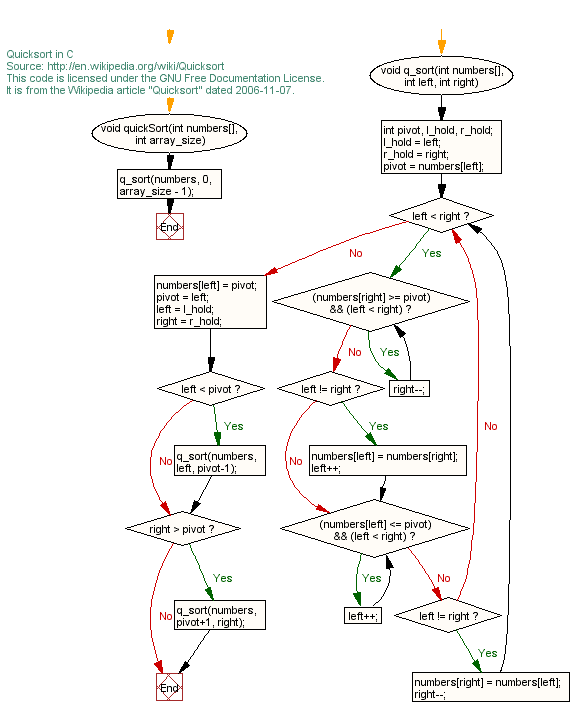 Quicksort in C
Source: http://en.wikipedia.org/wiki/Quicksort
This code is licensed under the GNU Free Documentation License.
It is from the Wikipedia article "Quicksort" dated 2006-11-07.
void quickSort(int numbers[],
int array_size)
q_sort(numbers, 0,
array_size - 1);
End
void q_sort(int numbers[],
int left, int right)
int pivot, l_hold, r_hold;
l_hold = left;
r_hold = right;
pivot = numbers[left];
left < right ?
No
Yes
numbers[left] = pivot;
pivot = left;
left = l_hold;
right = r_hold;
(numbers[right] >= pivot)
&& (left < right) ?
No
Yes
right--;
left < pivot ?
left != right ?
Yes
No
q_sort(numbers,
left, pivot-1);
Yes
No
numbers[left] = numbers[right];
left++;
No
right > pivot ?
(numbers[left] <= pivot)
&& (left < right) ?
Yes
No
Yes
No
q_sort(numbers,
pivot+1, right);
left++;
left != right ?
Yes
End
numbers[right] = numbers[left];
right--;